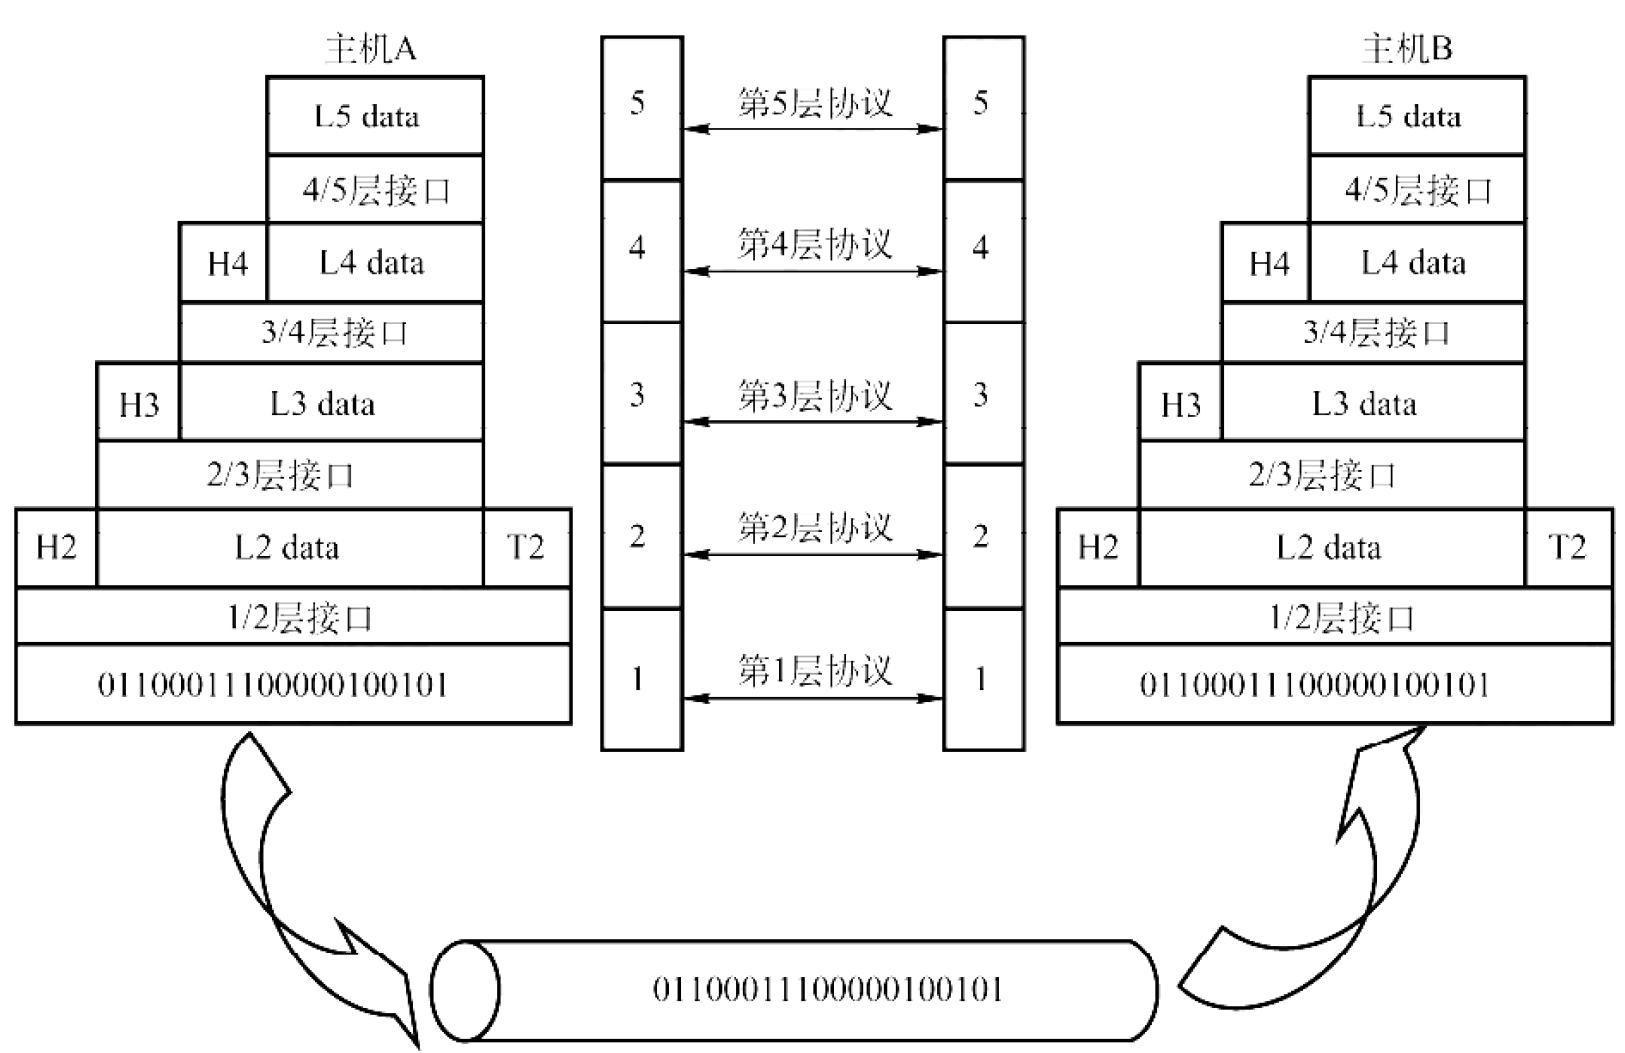 主机A
L5 data
4/5层接口
H4 L4 data
3/4层接口
H3 L3 data
2/3层接口
H2 L2 data T2
1/2层接口
01100011100000100101
5 第5层协议 5
4 第4层协议 4
3 第3层协议 3
2 第2层协议 2
1 第1层协议 1
主机B
L5 data
4/5层接口
H4 L4 data
3/4层接口
H3 L3 data
2/3层接口
H2 L2 data T2
1/2层接口
01100011100000100101
01100011100000100101